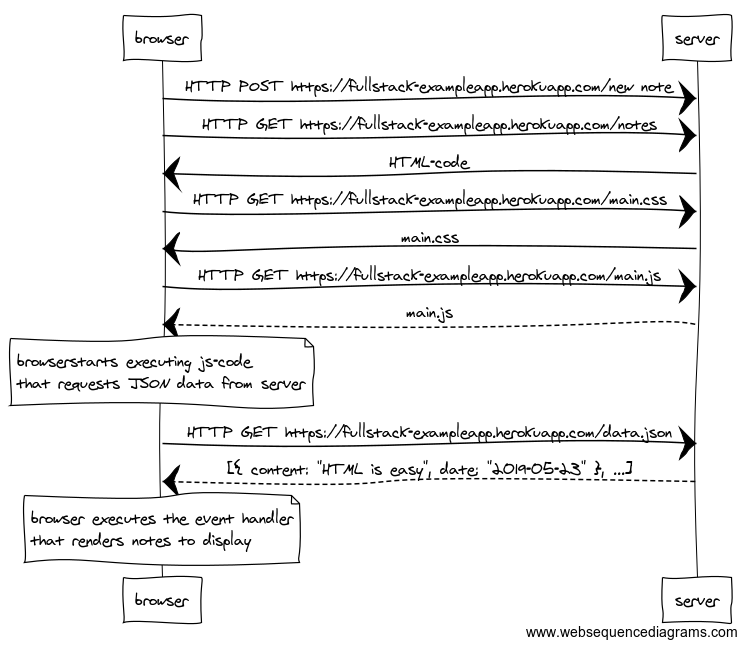 browser
server
HTTP POST https://fullstack-exampleapp.herokuapp.com/new note
HTTP GET https://fullstack-exampleapp.herokuapp.com/notes
HTML-code
HTTP GET https://fullstack-exampleapp.herokuapp.com/main.css
main.css
HTTP GET https://fullstack-exampleapp.herokuapp.com/main.js
main.js
browserstarts executing js-code
that requests JSON data from server
HTTP GET https://fullstack-exampleapp.herokuapp.com/data.json
[{ content: "HTML is easy", date: "2019-05-23" }, ...]
browser executes the event handler
that renders notes to display
browser
server
www.websequencediagrams.com